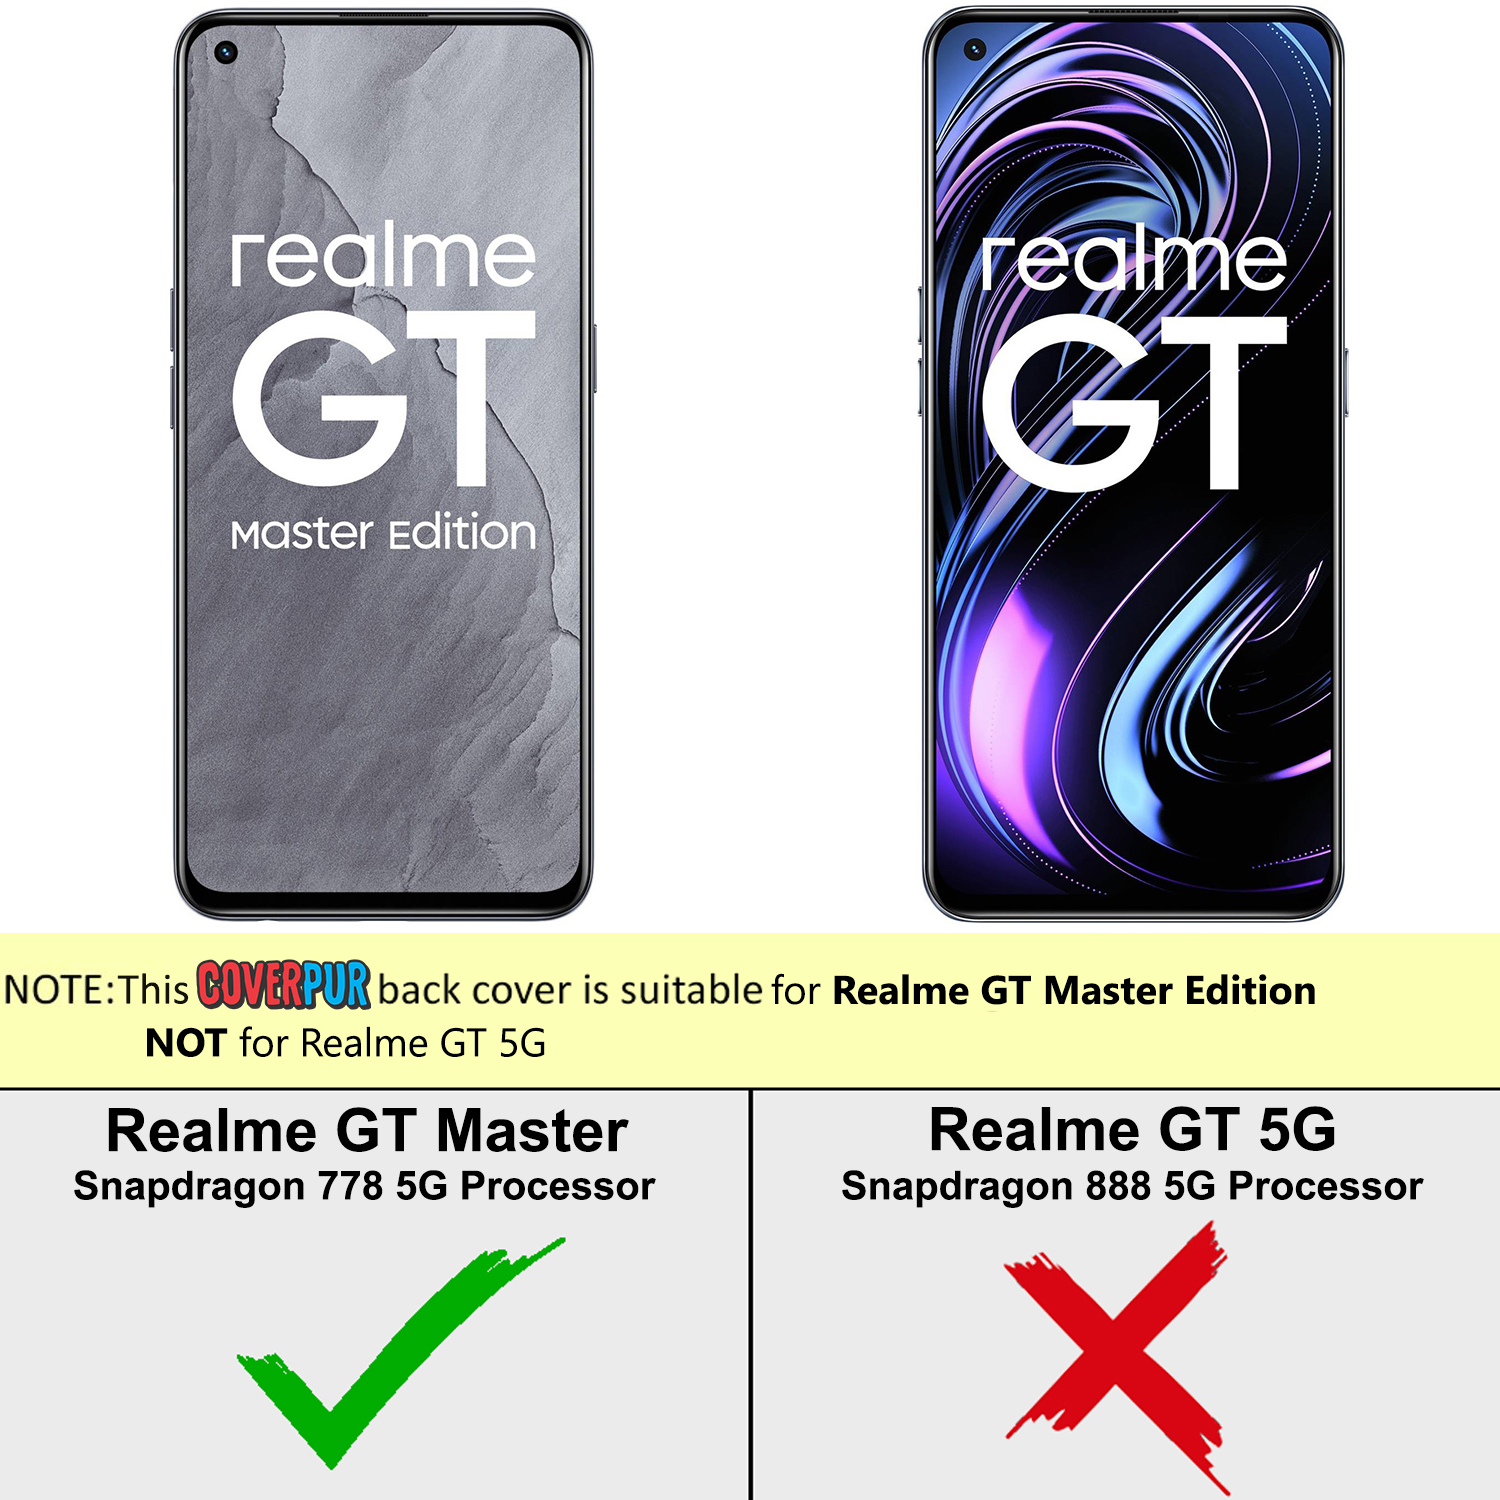 realme
GT
Master Edition
realme
GT
NOTE:This COVERPUR back cover is suitable for Realme GT Master Edition
NOT for Realme GT 5G
Realme GT Master
Snapdragon 778 5G Processor
Realme GT 5G
Snapdragon 888 5G Processor